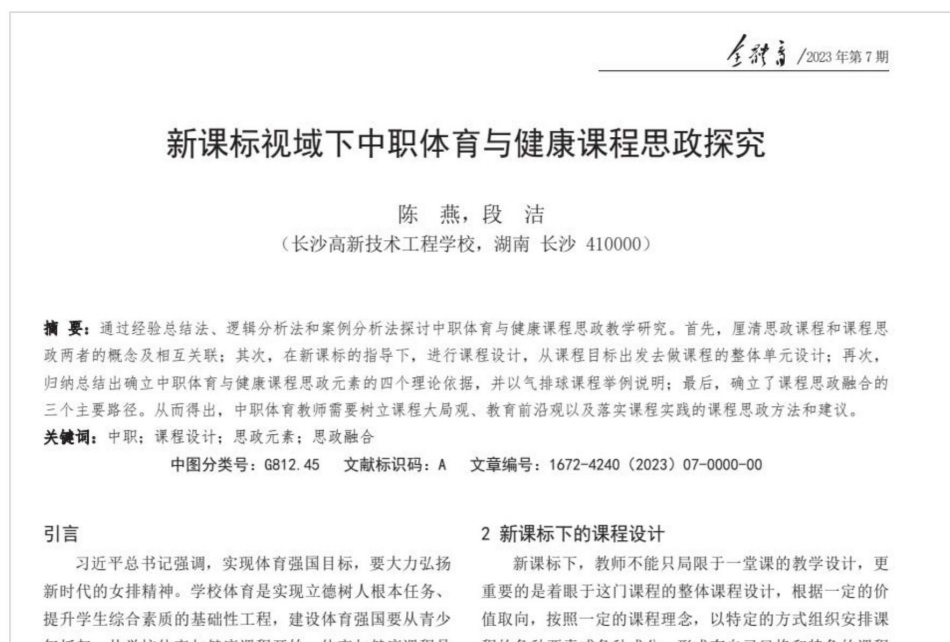 全体育/2023年第7期
新课标视域下中职体育与健康课程思政探究
陈 燕，段 洁
（长沙高新技术工程学校，湖南 长沙 410000）
摘 要：通过经验总结法、逻辑分析法和案例分析法探讨中职体育与健康课程思政教学研究。首先，厘清思政课程和课程思
政两者的概念及相互关联；其次，在新课标的指导下，进行课程设计，从课程目标出发去做课程的整体单元设计；再次，
归纳总结出确立中职体育与健康课程思政元素的四个理论依据，并以气排球课程举例说明；最后，确立了课程思政融合的
三个主要路径。从而得出，中职体育教师需要树立课程大局观、教育前沿观以及落实课程实践的课程思政方法和建议。
关键词：中职；课程设计；思政元素；思政融合
中图分类号：G812.45 文献标识码：A 文章编号：1672-4240（2023）07-0000-00
引言
习近平总书记强调，实现体育强国目标，要大力弘扬
新时代的女排精神。学校体育是实现立德树人根本任务、
提升学生综合素质的基础性工程，建设体育强国要从青少
2 新课标下的课程设计
新课标下，教师不能只局限于一堂课的教学设计，更
重要的是着眼于这门课程的整体课程设计，根据一定的价
值取向，按照一定的课程理念，以特定的方式组织安排课